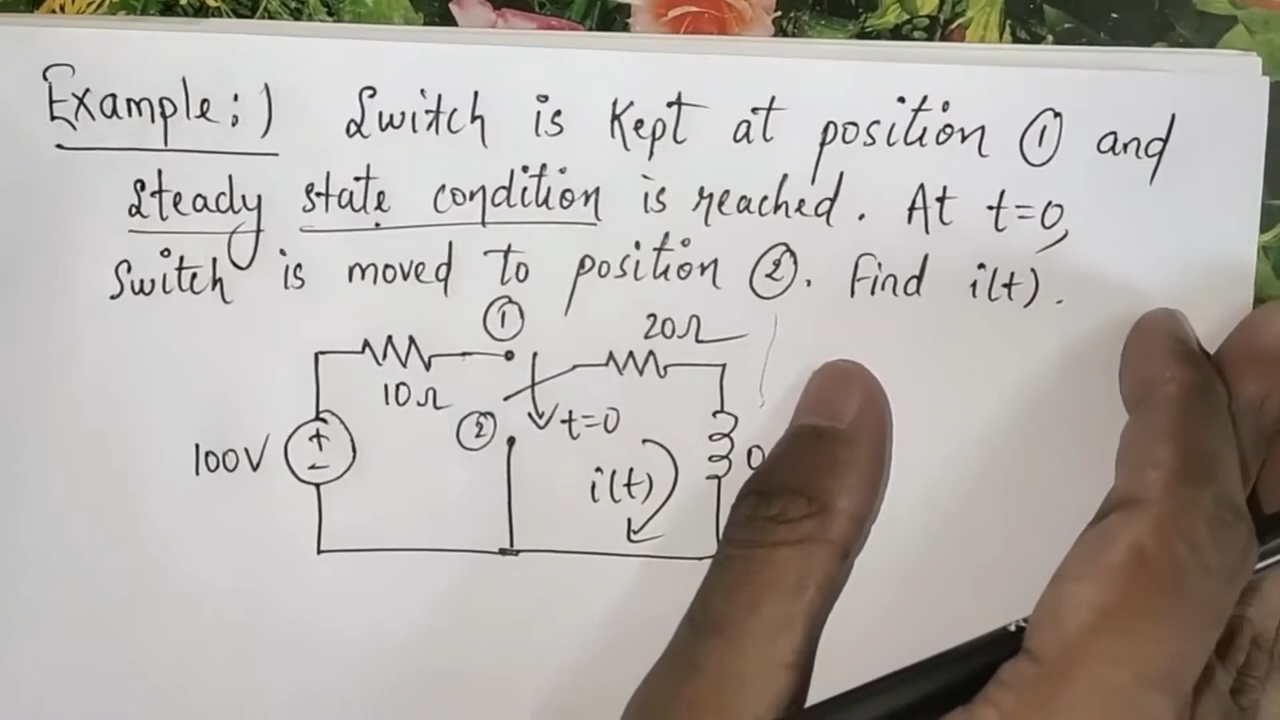 Example:) Switch is kept at position ① and
steady state condition is reached. At t=0,
switch is moved to position ②. Find i(t).
①
20Ω
10Ω
② t=0
100V + - i(t) 0